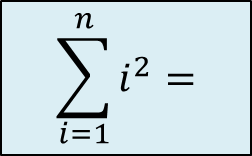 n
∑ i² =
i=1